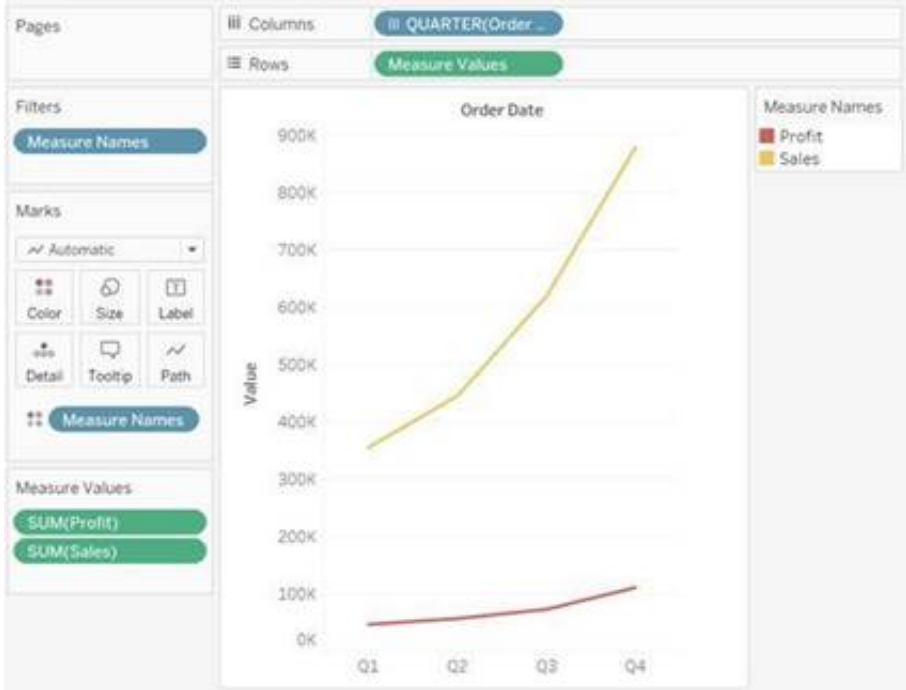 Pages
Columns
QUARTER(Order ..
Rows
Measure Values
Filters
Measure Names
Marks
Automatic
Color
Size
Label
Detail
Tooltip
Path
Measure Names
Measure Values
SUM(Profit)
SUM(Sales)
Order Date
900K
800K
700K
600K
500K
400K
300K
200K
100K
0K
Value
Q1 Q2 Q3 Q4
Measure Names
Profit
Sales